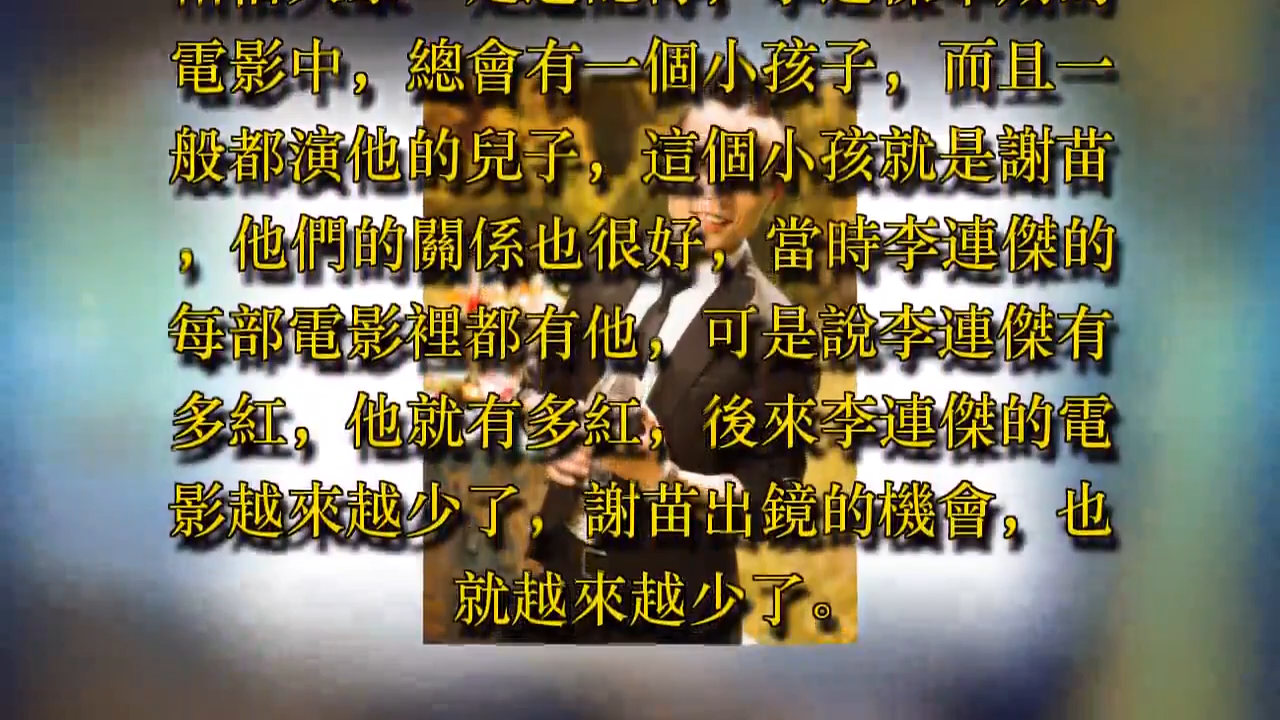 電影中，總會有一個小孩子，而且一
般都演他的兒子，這個小孩就是謝苗
，他們的關係也很好，當時李連傑的
每部電影裡都有他，可是說李連傑有
多紅，他就有多紅，後來李連傑的電
影越來越少了，謝苗出鏡的機會，也
就越來越少了。